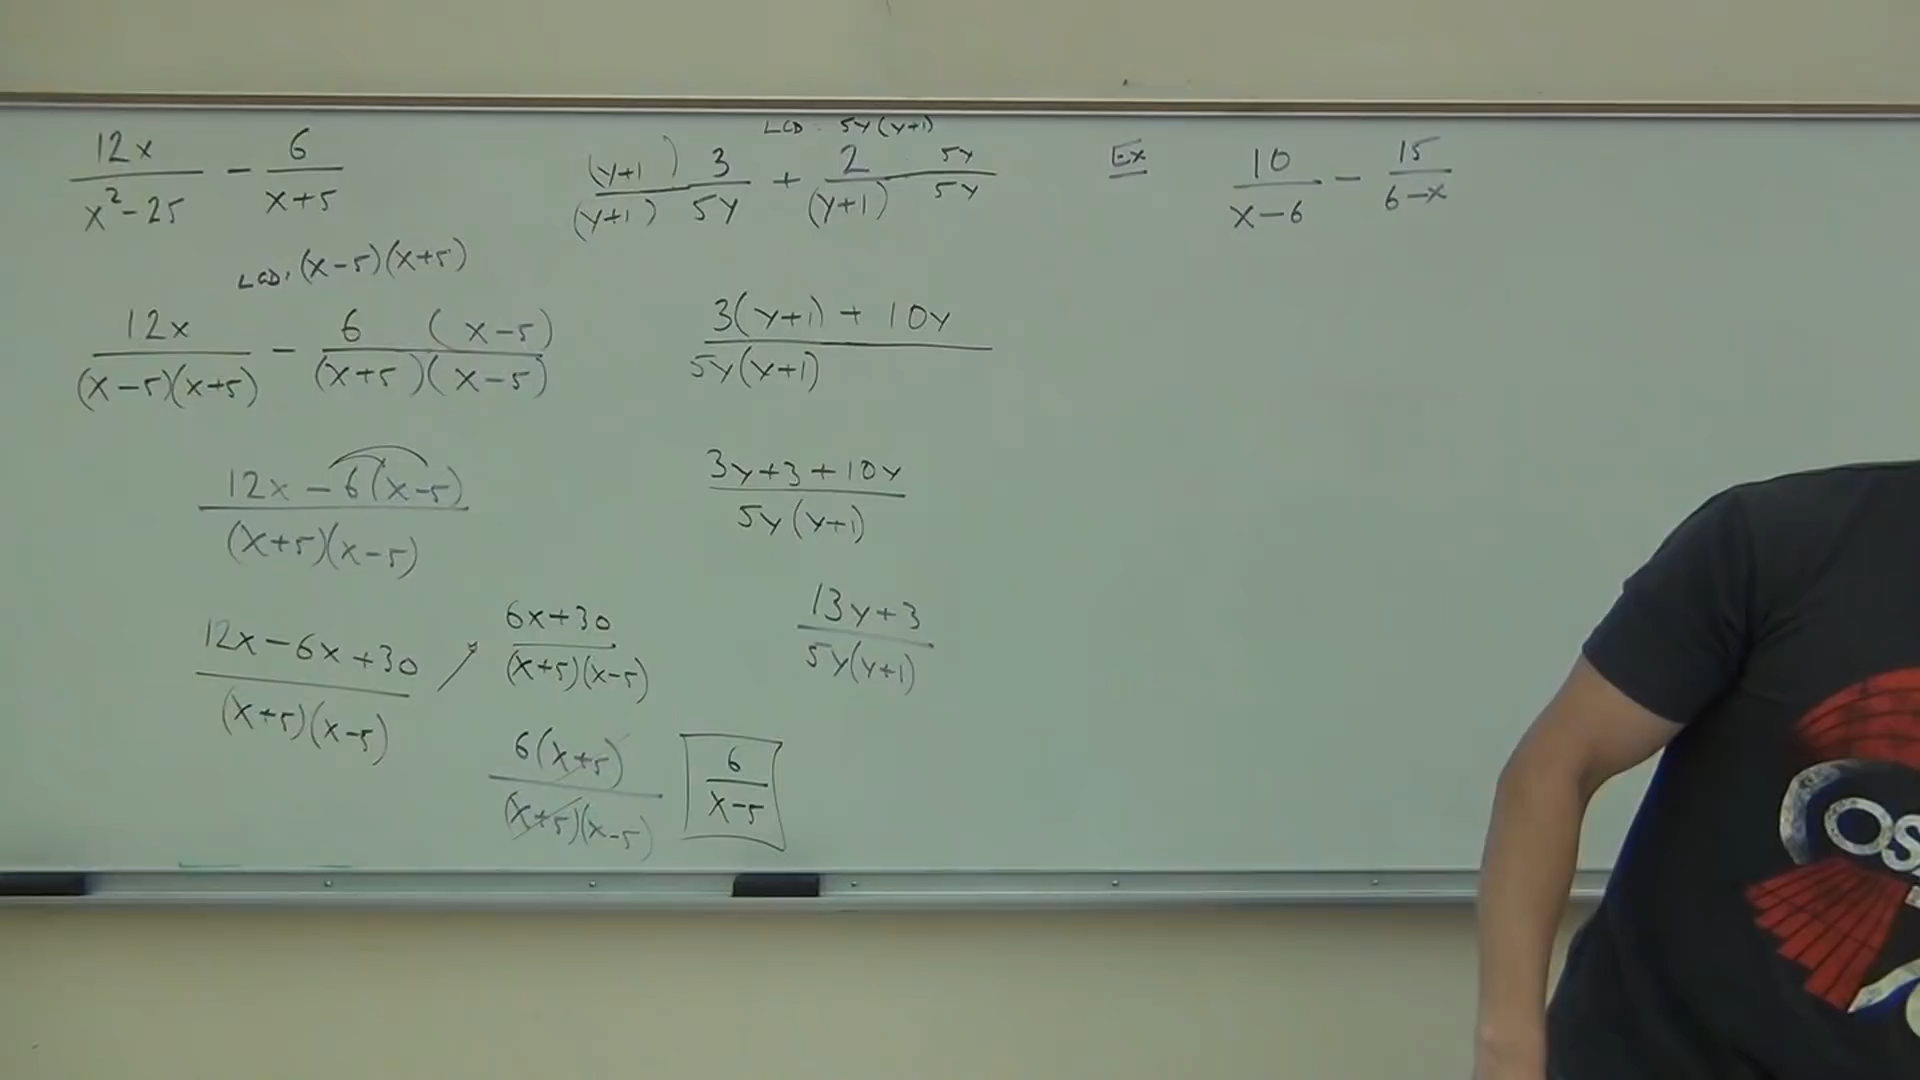 12x / x²-25 - 6 / x+5
LCD: (x-5)(x+5)
12x / (x-5)(x+5) - 6 (x-5) / (x+5)(x-5)
12x - 6(x-5) / (x+5)(x-5)
12x - 6x + 30 / (x+5)(x-5)
6x+30 / (x+5)(x-5)
6(x+5) / (x+5)(x-5)
6 / x-5
LCD: 5y(y+1)
(y+1) 3 / (y+1) 5y + 2 5y / (y+1) 5y
3(y+1) + 10y / 5y(y+1)
3y+3+10y / 5y(y+1)
13y+3 / 5y(y+1)
Ex 10 / x-6 - 15 / 6-x